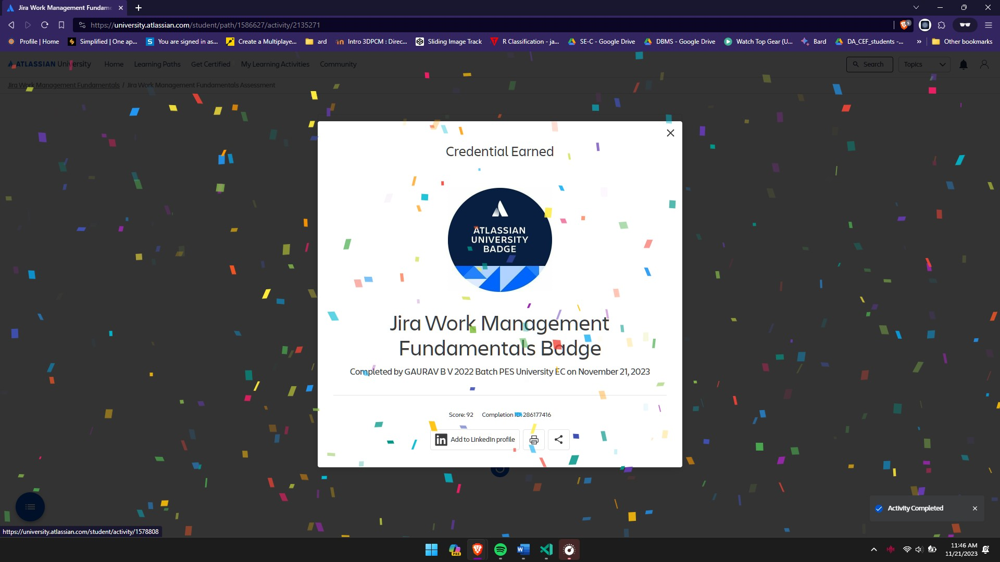 Jira Work Management Fundame
https://university.atlassian.com/student/path/1586627/activity/2135271
5
Profile | Home
Simplified | One ap...
You are signed in as...
Create a Multiplaye...
ard
Intro 3DPCM : Direc...
Sliding Image Track
R Classification - ja...
SE-C - Google Drive
DBMS - Google Drive
Watch Top Gear (U...
Bard
DA_CEF_students -...
»
Other bookmarks
ATLASSIAN University
Home
Learning Paths
Get Certified
My Learning Activities
Community
Search
Topics
Jira Work Management Fundamentals / Jira Work Management Fundamentals Assessment
Credential Earned
ATLASSIAN
UNIVERSITY
BADGE
Jira Work Management
Fundamentals Badge
Completed by GAURAV B V 2022 Batch PES University EC on November 21, 2023
Score: 92 Completion ID: 286177416
in Add to LinkedIn profile
Activity Completed
https://university.atlassian.com/student/activity/1578808
PRE
11:46 AM
11/21/2023